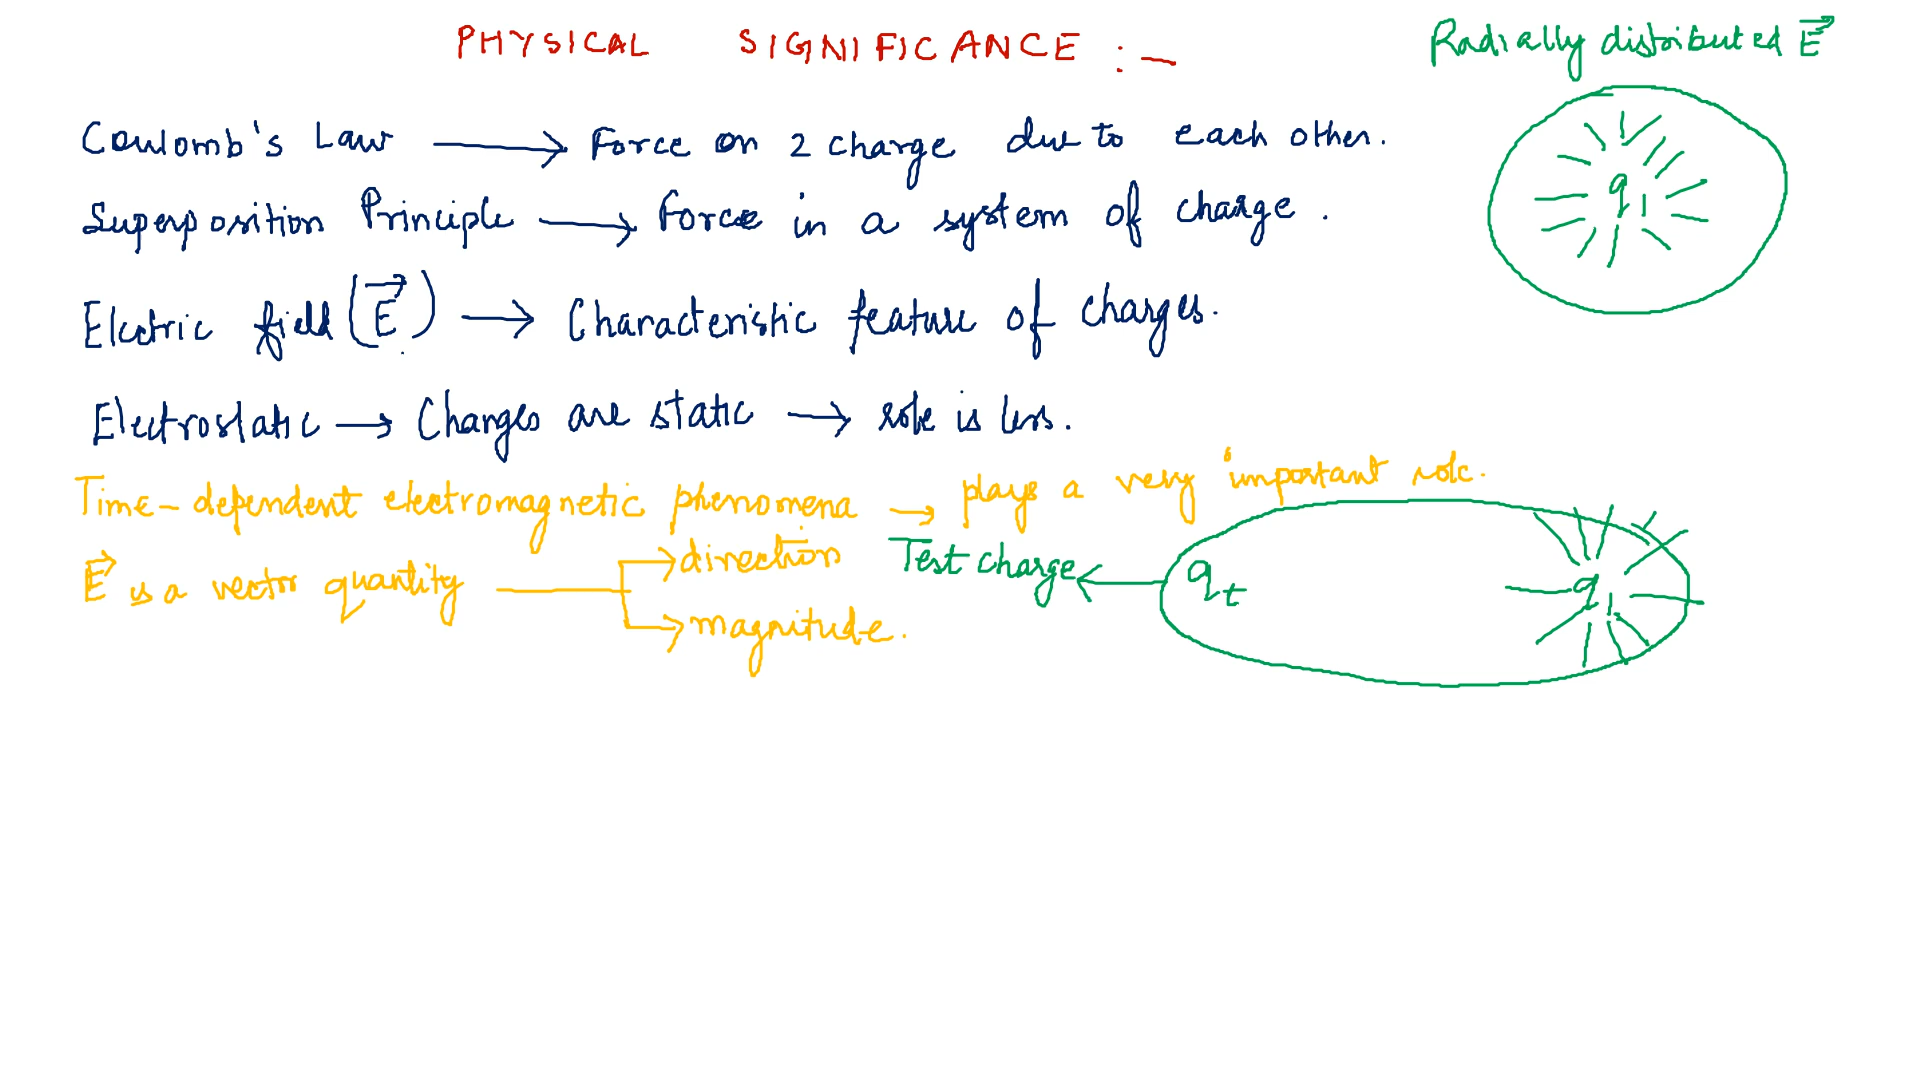 PHYSICAL SIGNIFICANCE :-
Radially distributed E
Coulomb's Law → Force on 2 charge due to each other.
q1
Superposition Principle → Force in a system of charge.
Electric field (E) → Characteristic feature of charges.
Electrostatic → Charges are static → role is less.
Time-dependent electromagnetic phenomena → plays a very important role.
E is a vector quantity → direction
→ magnitude.
Test charge ← qt
q1